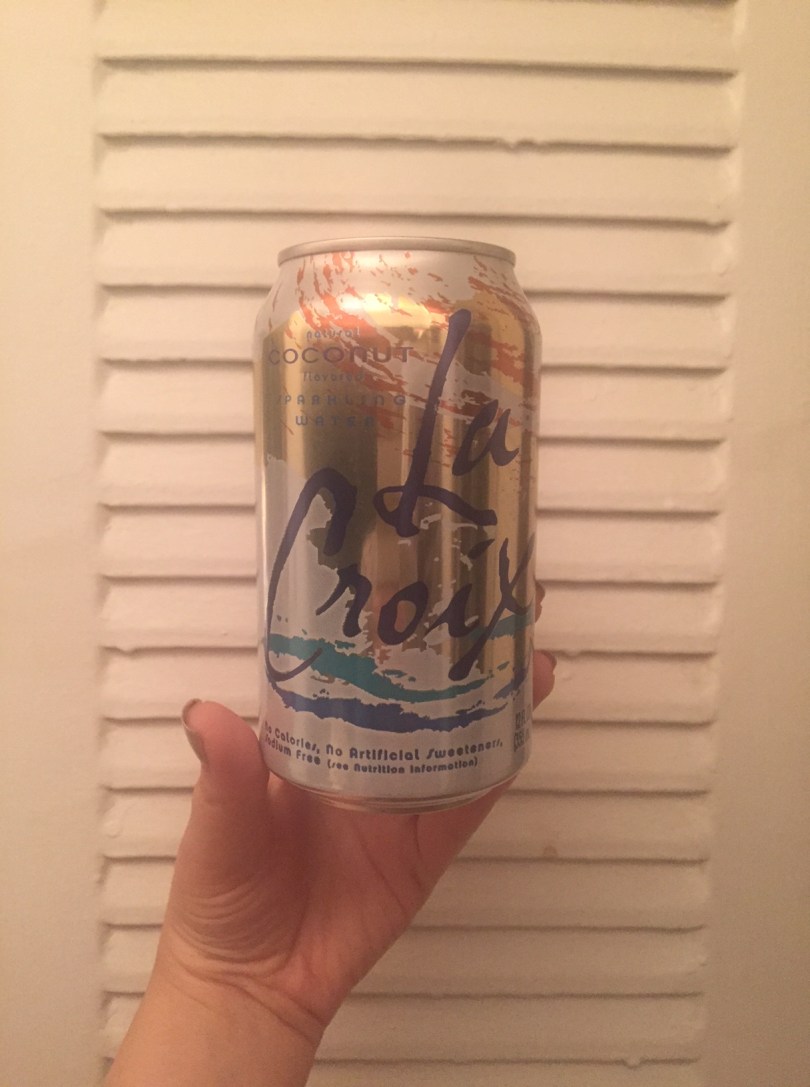 natural
COCONUT
flavored
SPARKLING
WATER
La
Croix
No Calories, No Artificial Sweeteners,
Sodium Free (see Nutrition Information)